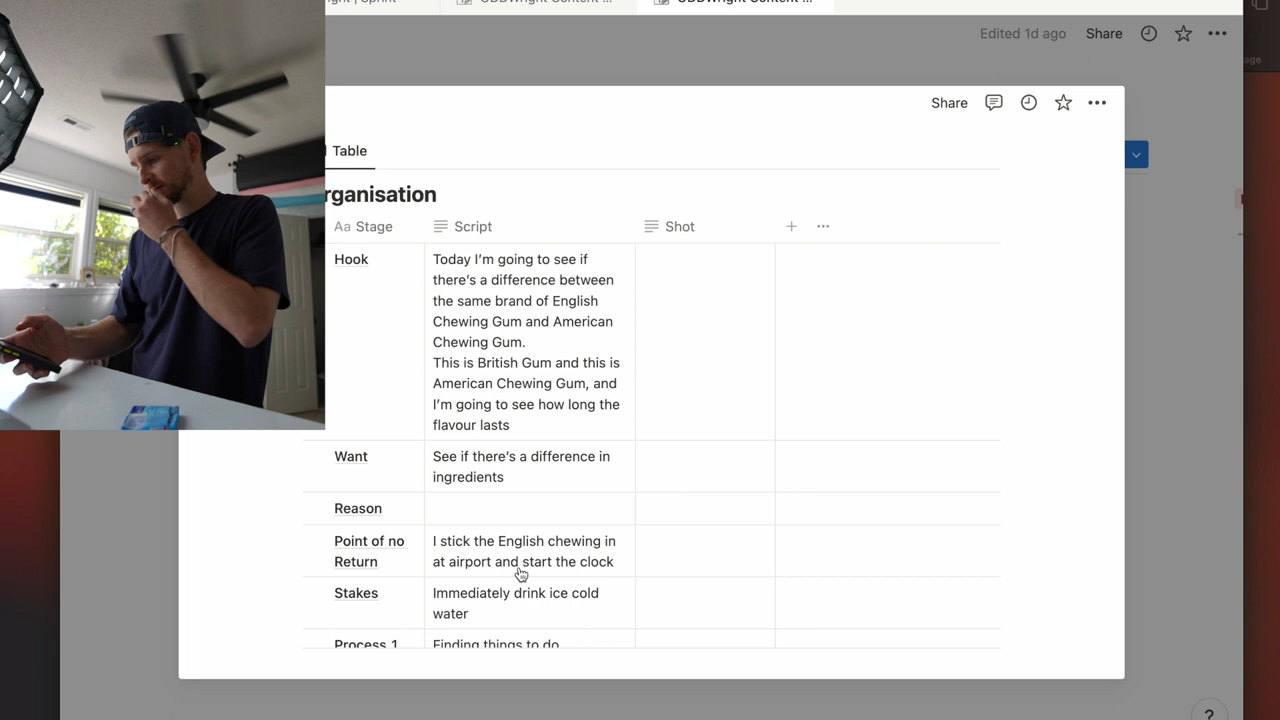 Edited 1d ago
Share
Share
Table
rganisation
Aa Stage
Script
Shot
Hook
Today I’m going to see if
there’s a difference between
the same brand of English
Chewing Gum and American
Chewing Gum.
This is British Gum and this is
American Chewing Gum, and
I’m going to see how long the
flavour lasts
Want
See if there’s a difference in
ingredients
Reason
Point of no
Return
I stick the English chewing in
at airport and start the clock
Stakes
Immediately drink ice cold
water
Process 1
Finding things to do
?